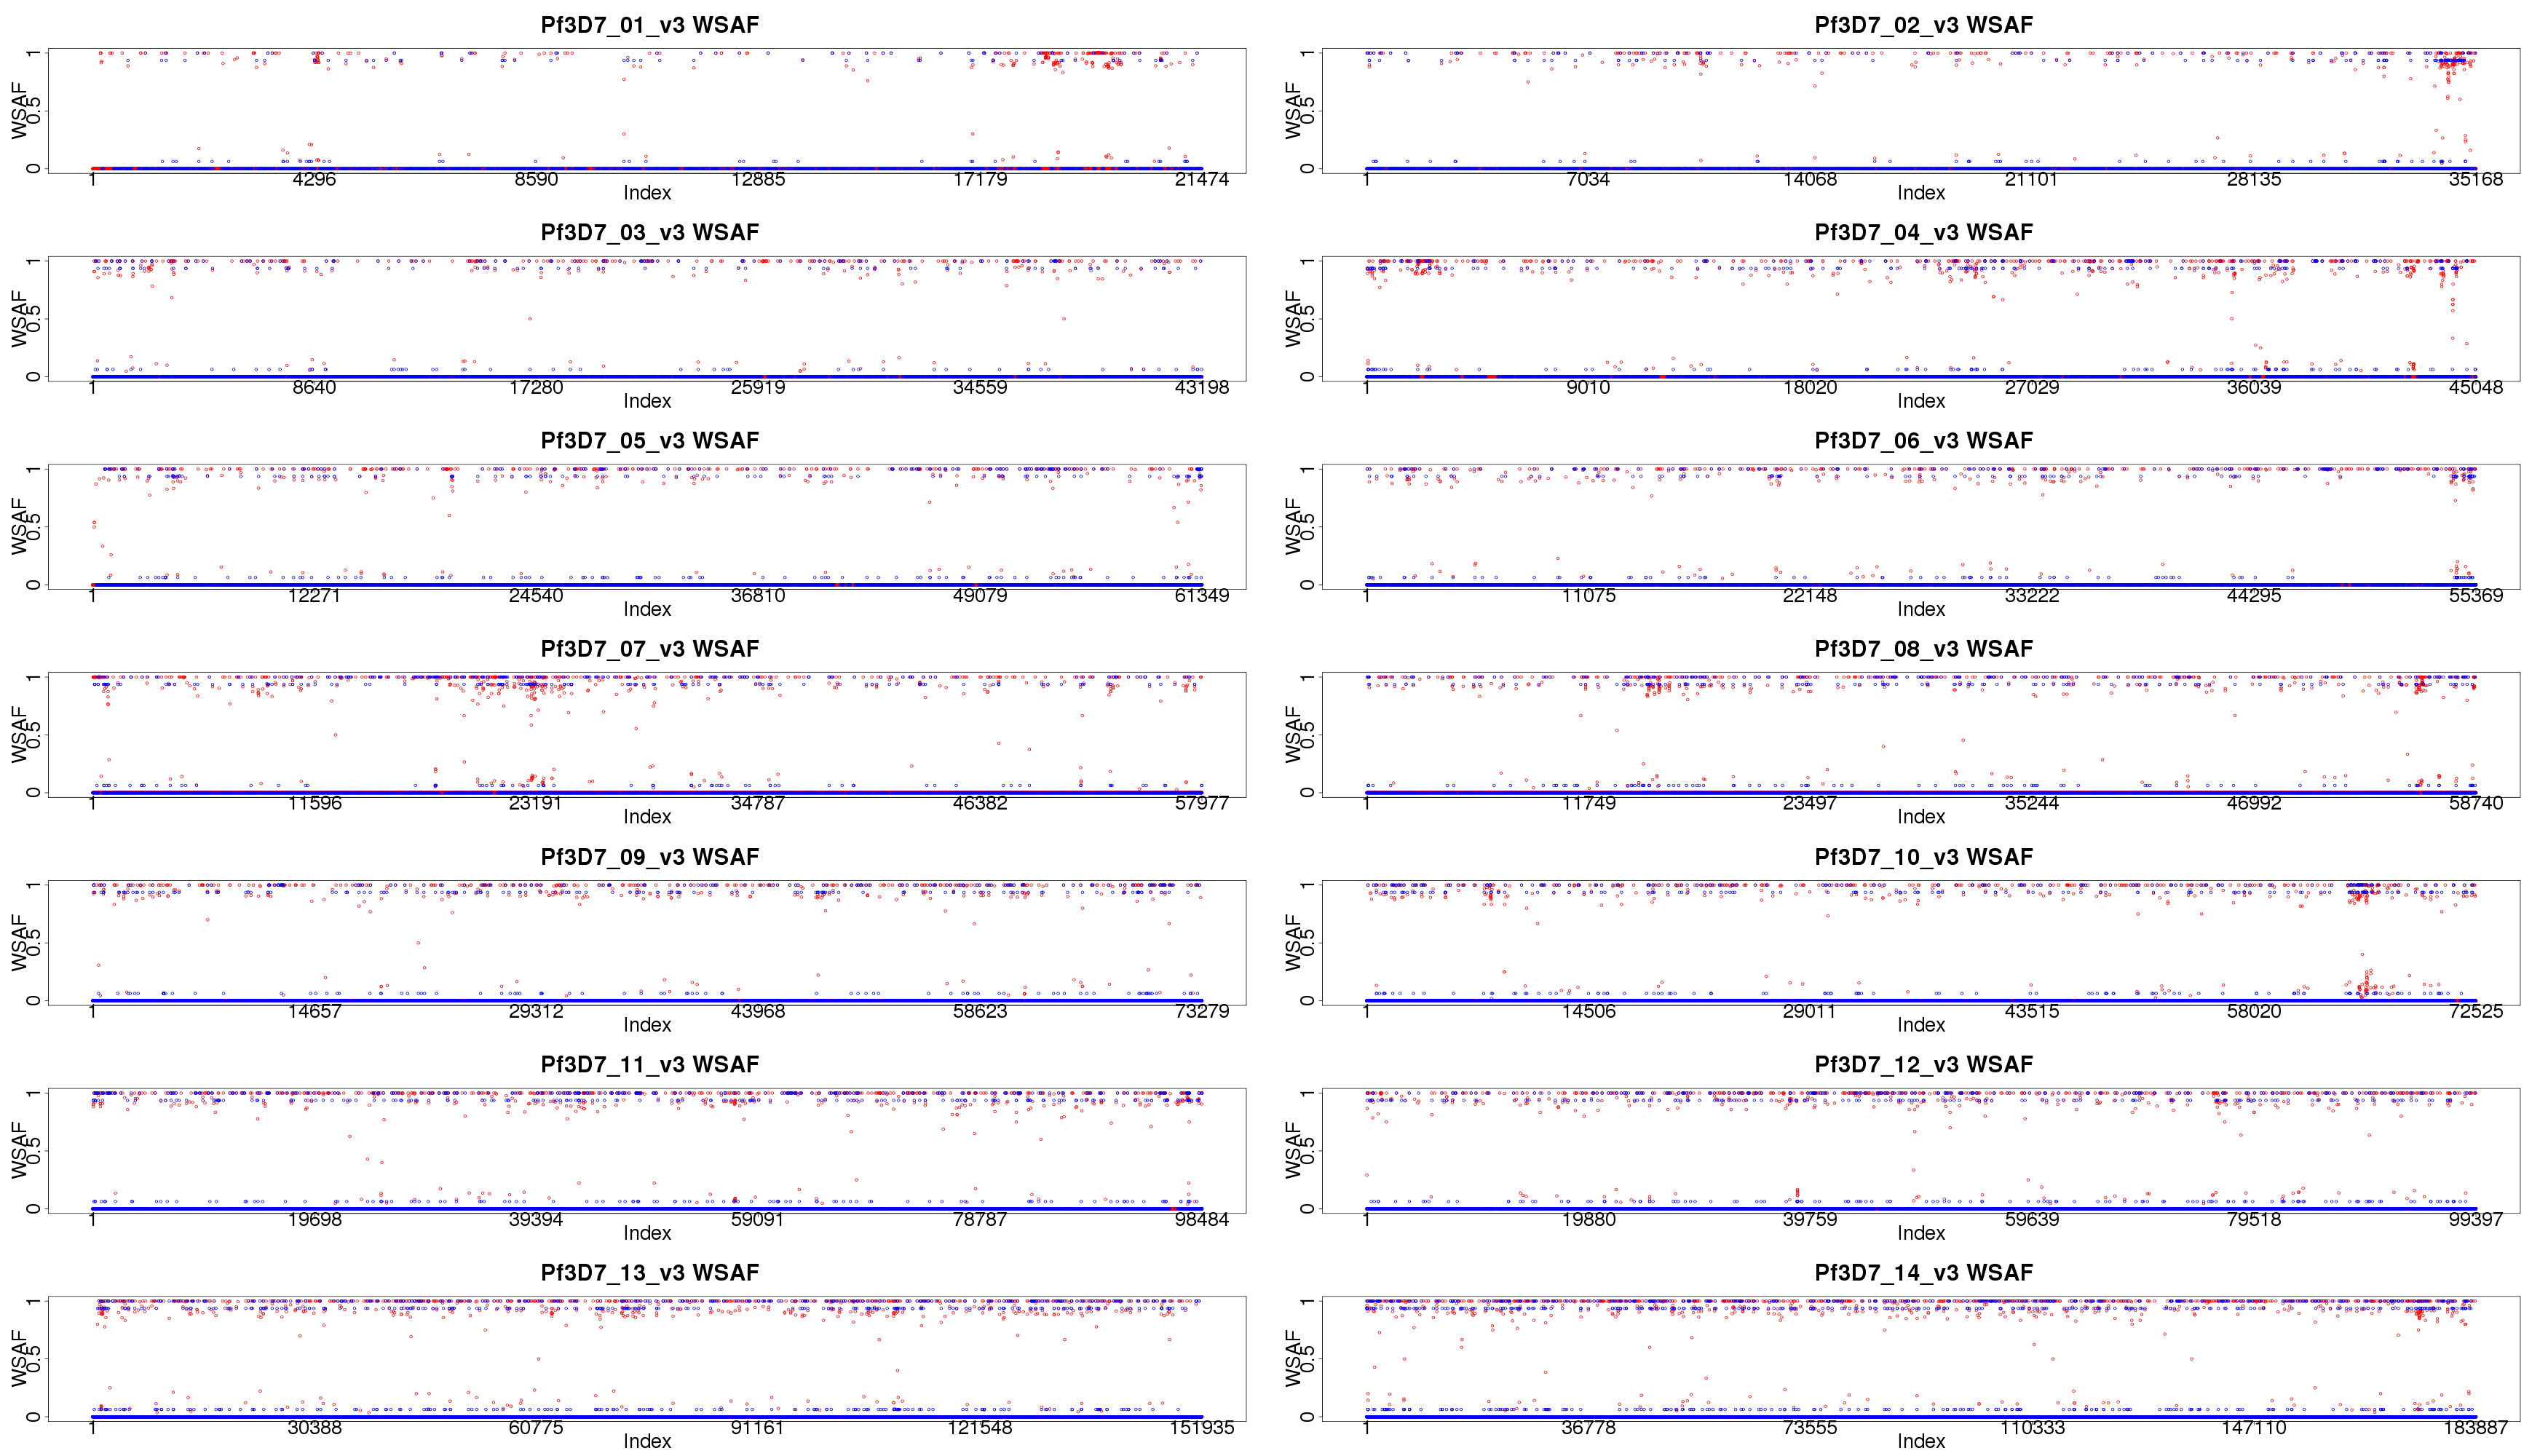 Pf3D7_01_v3 WSAF
WSAF
0 0.5 1
1 4296 8590 12885 17179 21474
Index
Pf3D7_02_v3 WSAF
WSAF
0 0.5 1
1 7034 14068 21101 28135 35168
Index
Pf3D7_03_v3 WSAF
WSAF
0 0.5 1
1 8640 17280 25919 34559 43198
Index
Pf3D7_04_v3 WSAF
WSAF
0 0.5 1
1 9010 18020 27029 36039 45048
Index
Pf3D7_05_v3 WSAF
WSAF
0 0.5 1
1 12271 24540 36810 49079 61349
Index
Pf3D7_06_v3 WSAF
WSAF
0 0.5 1
1 11075 22148 33222 44295 55369
Index
Pf3D7_07_v3 WSAF
WSAF
0 0.5 1
1 11596 23191 34787 46382 57977
Index
Pf3D7_08_v3 WSAF
WSAF
0 0.5 1
1 11749 23497 35244 46992 58740
Index
Pf3D7_09_v3 WSAF
WSAF
0 0.5 1
1 14657 29312 43968 58623 73279
Index
Pf3D7_10_v3 WSAF
WSAF
0 0.5 1
1 14506 29011 43515 58020 72525
Index
Pf3D7_11_v3 WSAF
WSAF
0 0.5 1
1 19698 39394 59091 78787 98484
Index
Pf3D7_12_v3 WSAF
WSAF
0 0.5 1
1 19880 39759 59639 79518 99397
Index
Pf3D7_13_v3 WSAF
WSAF
0 0.5 1
1 30388 60775 91161 121548 151935
Index
Pf3D7_14_v3 WSAF
WSAF
0 0.5 1
1 36778 73555 110333 147110 183887
Index